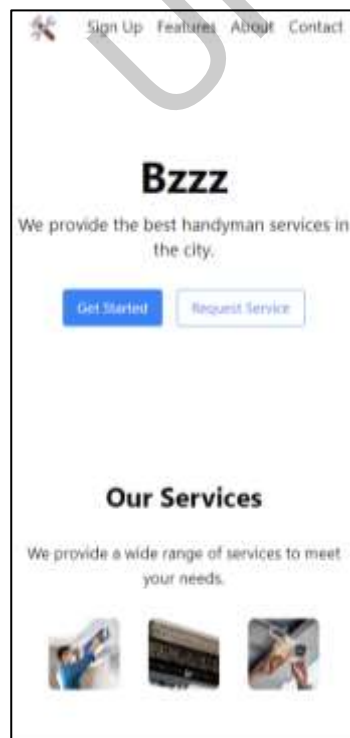 Sign Up Features About Contact
Bzzz
We provide the best handyman services in
the city.
Get Started Request Service
Our Services
We provide a wide range of services to meet
your needs.